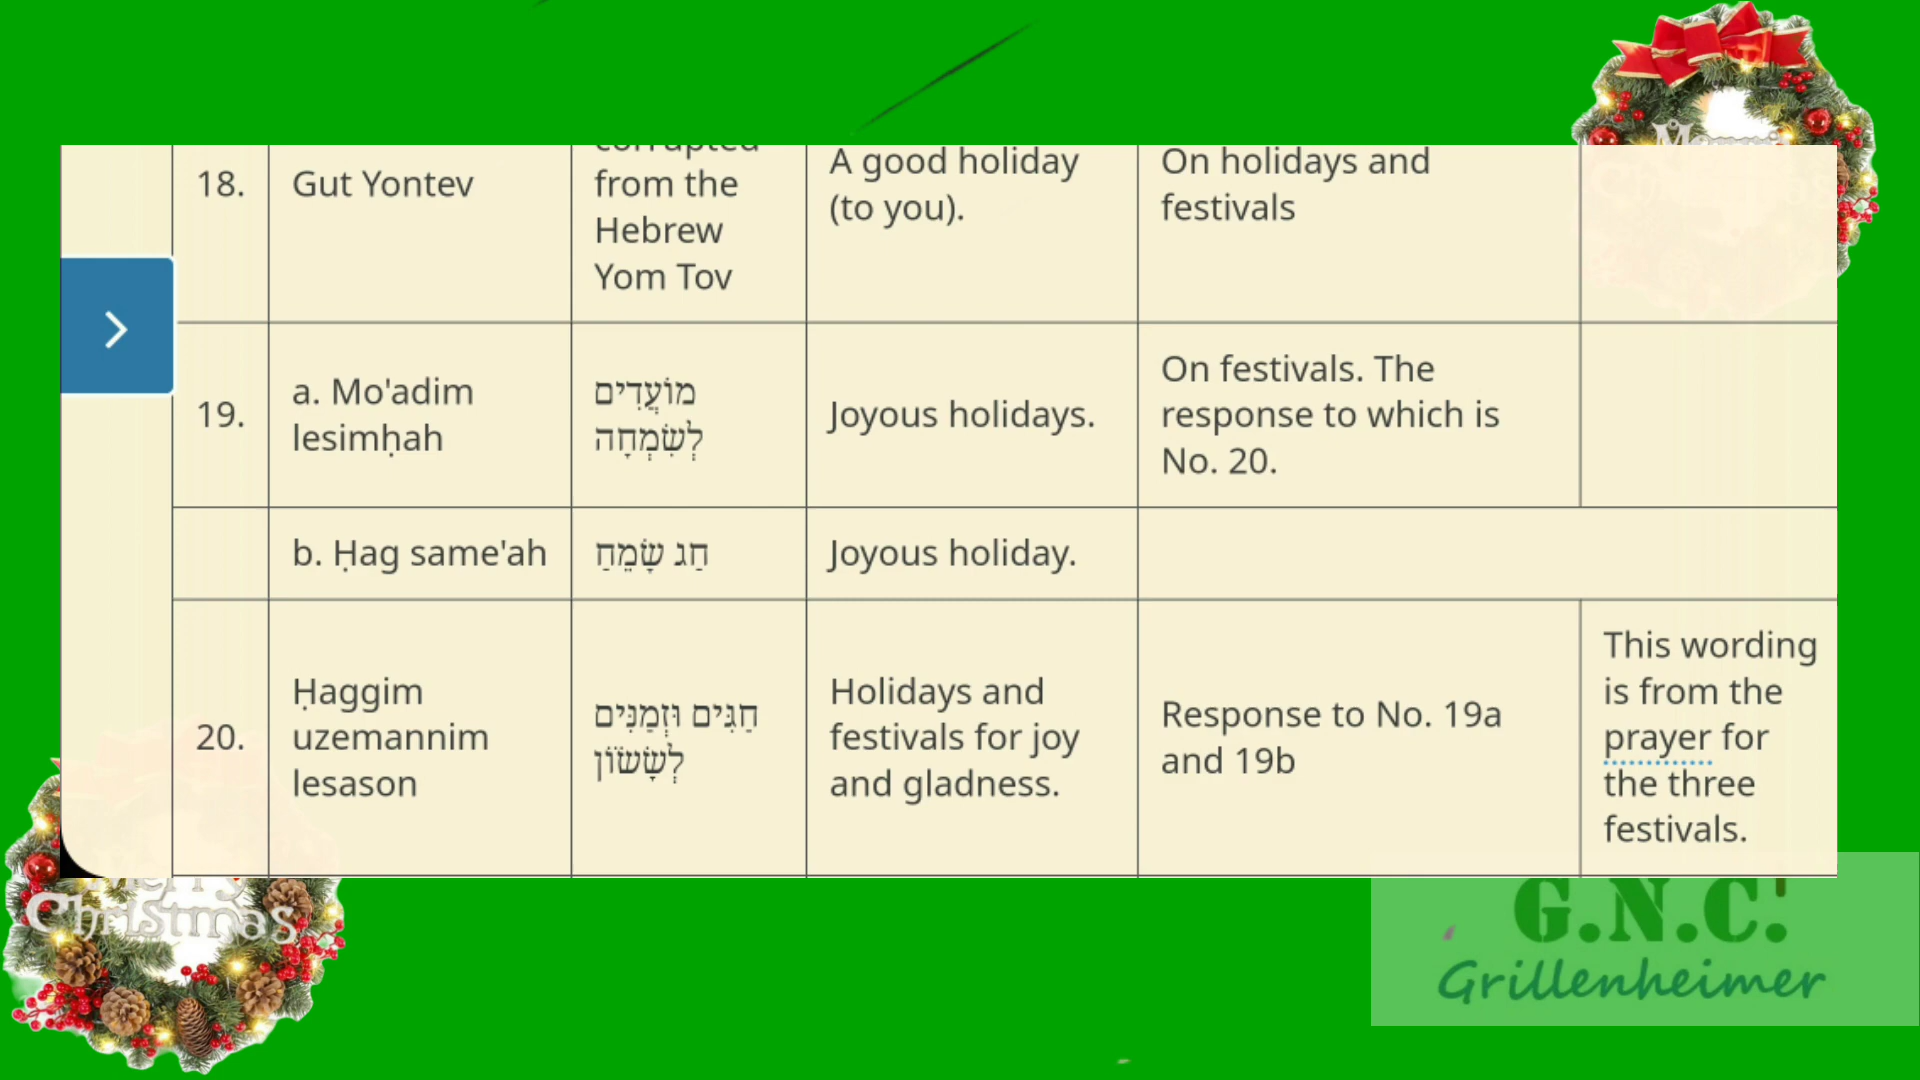 18.
Gut Yontev
corrupted
from the
Hebrew
Yom Tov
A good holiday
(to you).
On holidays and
festivals
19.
a. Mo'adim
lesimḥah
מוֹעֲדִים
לְשִׂמְחָה
Joyous holidays.
On festivals. The
response to which is
No. 20.
b. Ḥag same'ah
חַג שָׂמֵחַ
Joyous holiday.
20.
Ḥaggim
uzemannim
lesason
חַגִּים וּזְמַנִּים
לְשָׂשׂוֹן
Holidays and
festivals for joy
and gladness.
Response to No. 19a
and 19b
This wording
is from the
prayer for
the three
festivals.
Merry
Christmas
G.N.C.
Grillenheimer